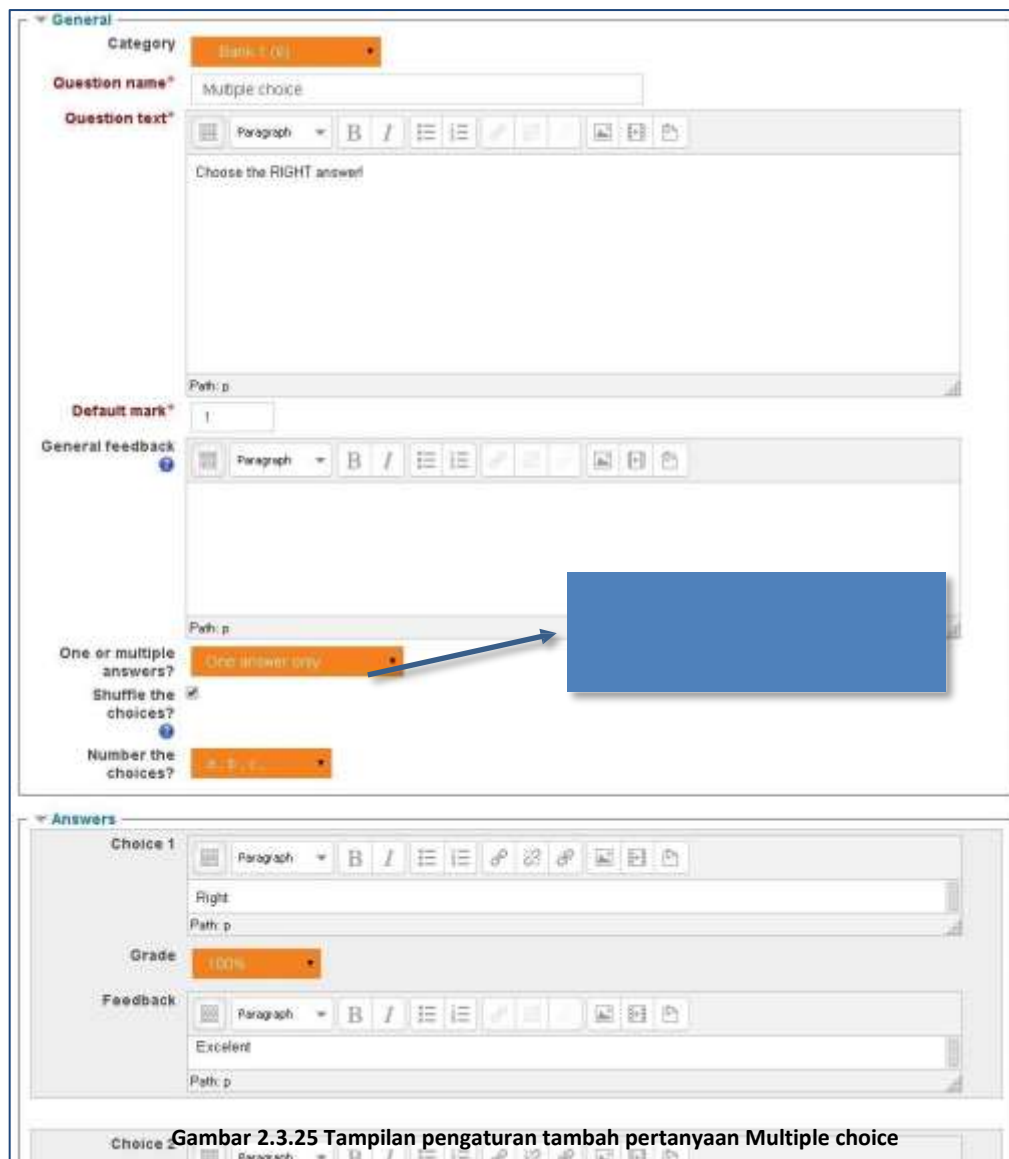 General
Category
Bank 1 (6)
Question name*
Multiple choice
Question text*
Paragraph B I
Choose the RIGHT answer!
Path: p
Default mark*
1
General feedback
Paragraph B I
Path: p
One or multiple
answers?
One answer only
Shuffle the
choices?
Number the
choices?
a., b., c.,
Answers
Choice 1
Paragraph B I
Right
Path: p
Grade
100%
Feedback
Paragraph B I
Excelent
Path: p
Choice 2
Gambar 2.3.25 Tampilan pengaturan tambah pertanyaan Multiple choice
Paragraph B I